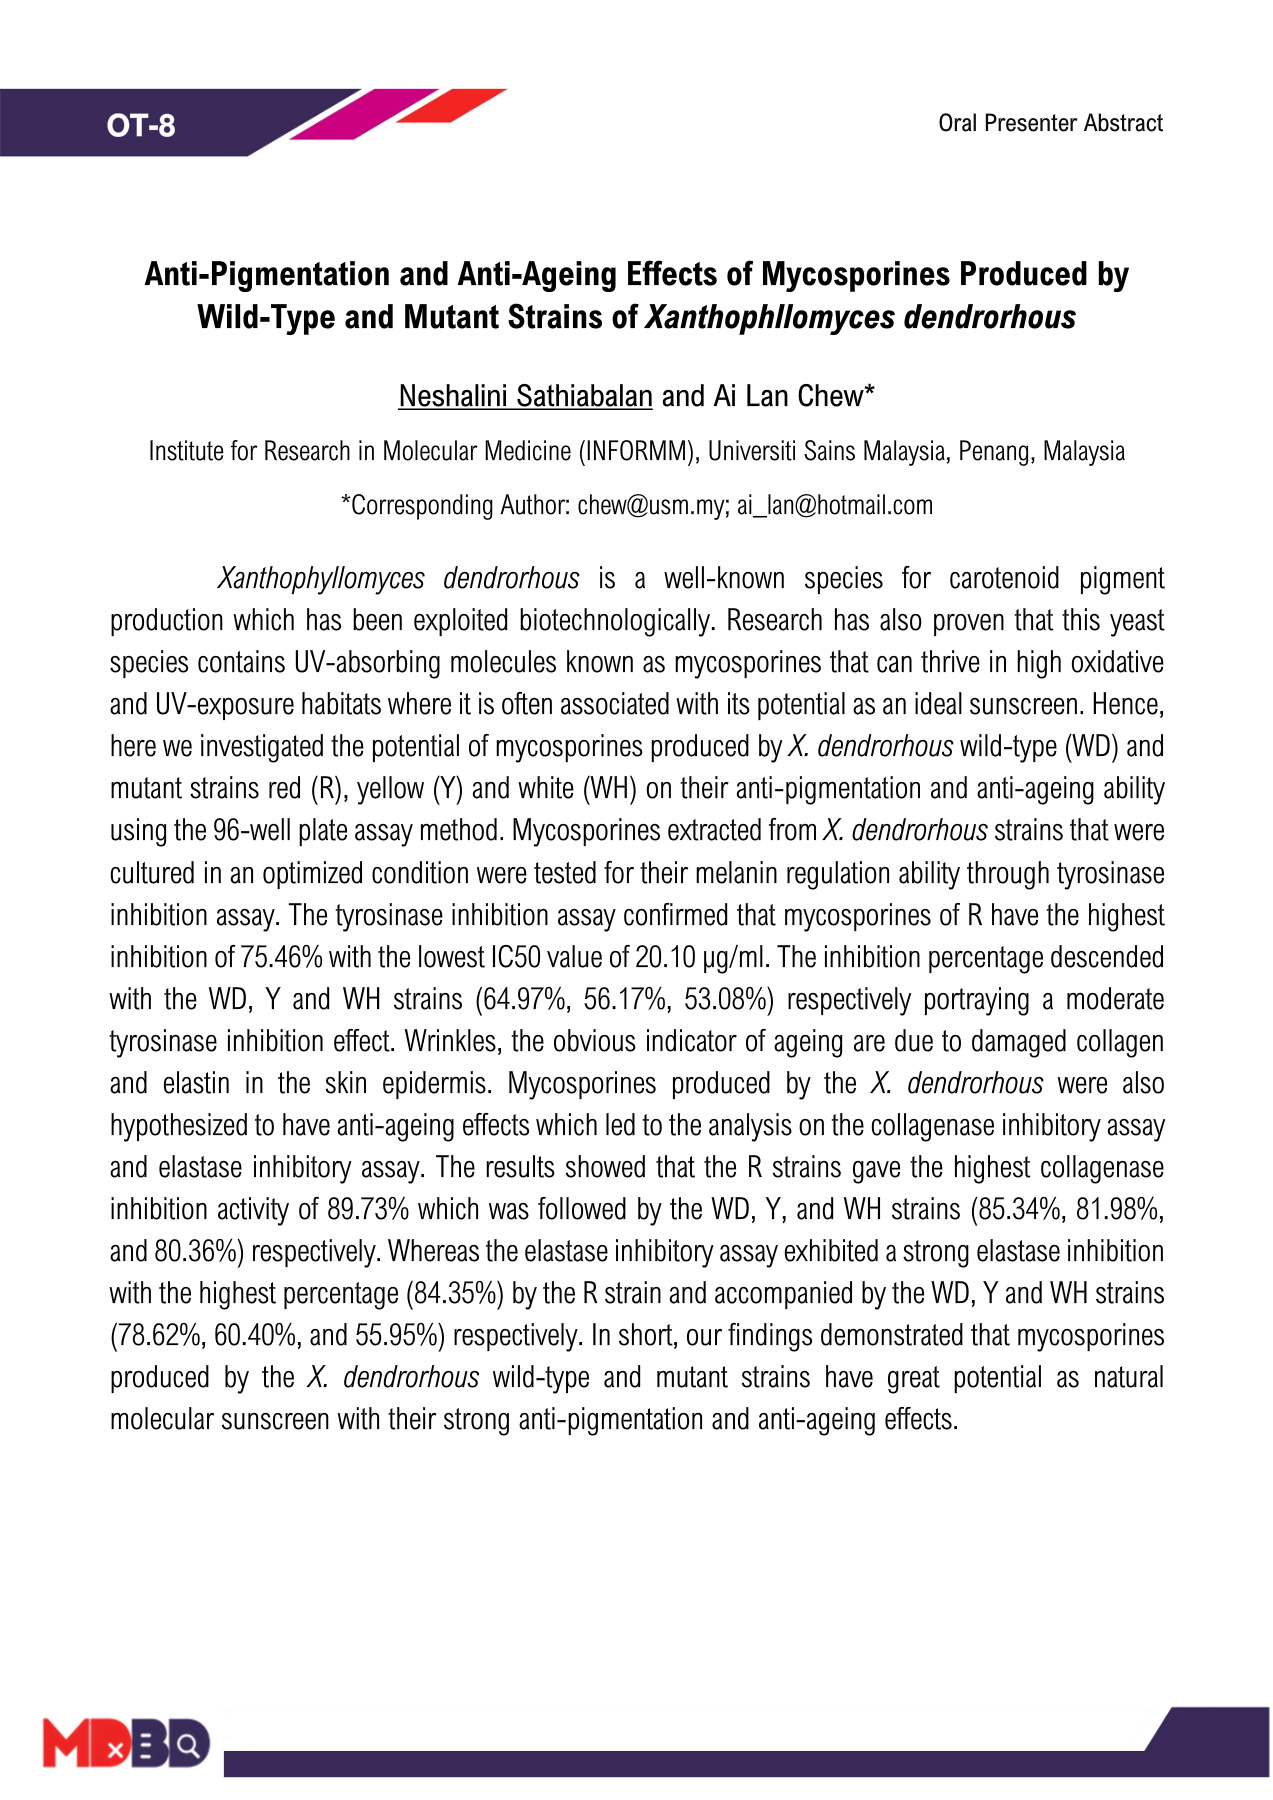 OT-8
Oral Presenter Abstract
Anti-Pigmentation and Anti-Ageing Effects of Mycosporines Produced by
Wild-Type and Mutant Strains of Xanthophllomyces dendrorhous
Neshalini Sathiabalan and Ai Lan Chew*
Institute for Research in Molecular Medicine (INFORMM), Universiti Sains Malaysia, Penang, Malaysia
*Corresponding Author: chew@usm.my; ai_lan@hotmail.com
Xanthophyllomyces dendrorhous is a well-known species for carotenoid pigment
production which has been exploited biotechnologically. Research has also proven that this yeast
species contains UV-absorbing molecules known as mycosporines that can thrive in high oxidative
and UV-exposure habitats where it is often associated with its potential as an ideal sunscreen. Hence,
here we investigated the potential of mycosporines produced by X. dendrorhous wild-type (WD) and
mutant strains red (R), yellow (Y) and white (WH) on their anti-pigmentation and anti-ageing ability
using the 96-well plate assay method. Mycosporines extracted from X. dendrorhous strains that were
cultured in an optimized condition were tested for their melanin regulation ability through tyrosinase
inhibition assay. The tyrosinase inhibition assay confirmed that mycosporines of R have the highest
inhibition of 75.46% with the lowest IC50 value of 20.10 µg/ml. The inhibition percentage descended
with the WD, Y and WH strains (64.97%, 56.17%, 53.08%) respectively portraying a moderate
tyrosinase inhibition effect. Wrinkles, the obvious indicator of ageing are due to damaged collagen
and elastin in the skin epidermis. Mycosporines produced by the X. dendrorhous were also
hypothesized to have anti-ageing effects which led to the analysis on the collagenase inhibitory assay
and elastase inhibitory assay. The results showed that the R strains gave the highest collagenase
inhibition activity of 89.73% which was followed by the WD, Y, and WH strains (85.34%, 81.98%,
and 80.36%) respectively. Whereas the elastase inhibitory assay exhibited a strong elastase inhibition
with the highest percentage (84.35%) by the R strain and accompanied by the WD, Y and WH strains
(78.62%, 60.40%, and 55.95%) respectively. In short, our findings demonstrated that mycosporines
produced by the X. dendrorhous wild-type and mutant strains have great potential as natural
molecular sunscreen with their strong anti-pigmentation and anti-ageing effects.
MDxBD